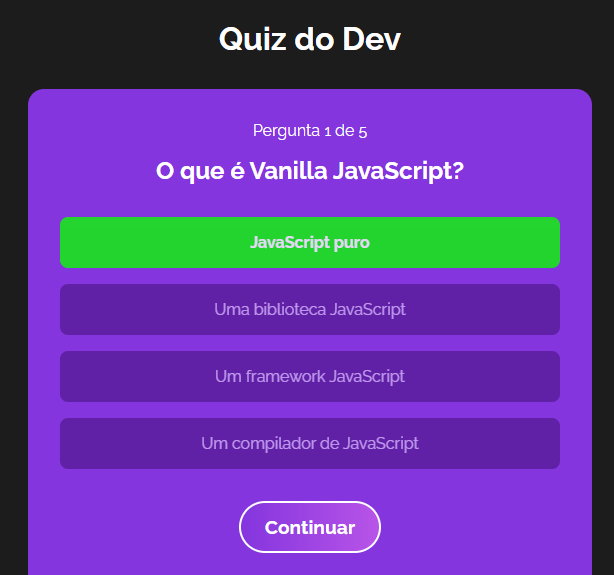 Quiz do Dev
Pergunta 1 de 5
O que é Vanilla JavaScript?
JavaScript puro
Uma biblioteca JavaScript
Um framework JavaScript
Um compilador de JavaScript
Continuar